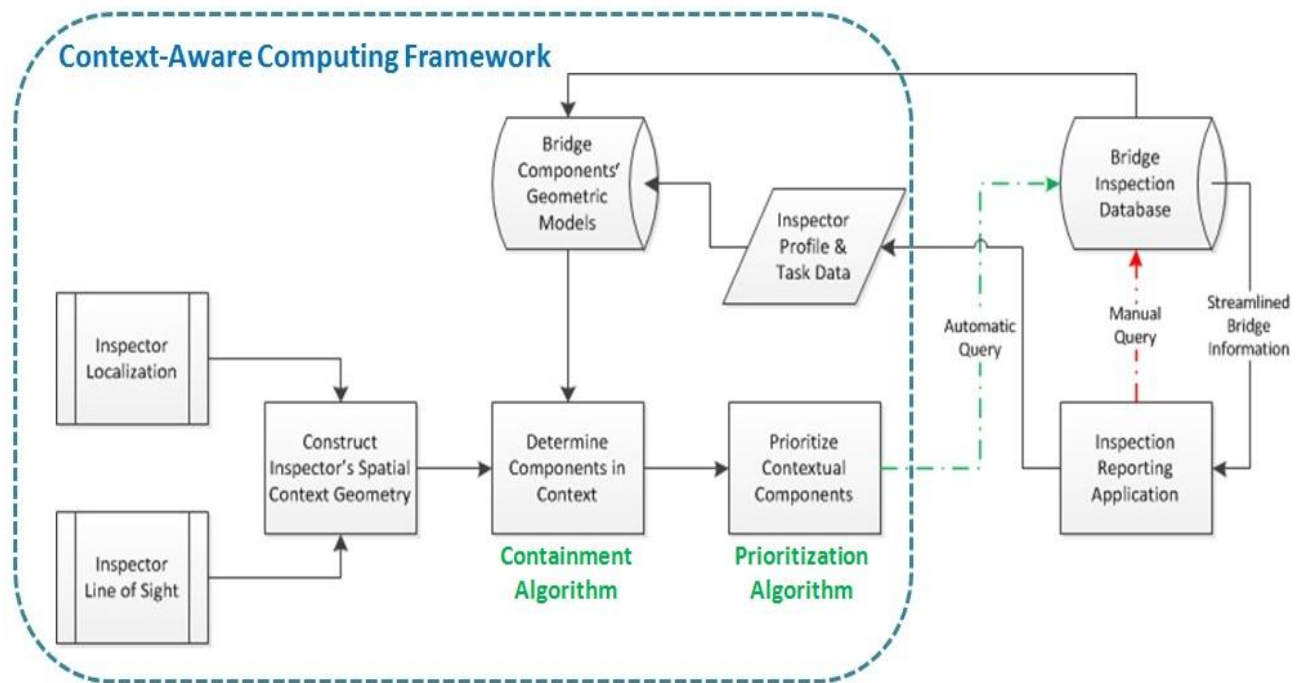 Context-Aware Computing Framework
Bridge
Components'
Geometric
Models
Bridge
Inspection
Database
Inspector
Profile &
Task Data
Automatic
Query
Manual
Query
Streamlined
Bridge
Information
Inspector
Localization
Construct
Inspector's Spatial
Context Geometry
Determine
Components in
Context
Prioritize
Contextual
Components
Inspection
Reporting
Application
Inspector
Line of Sight
Containment
Algorithm
Prioritization
Algorithm